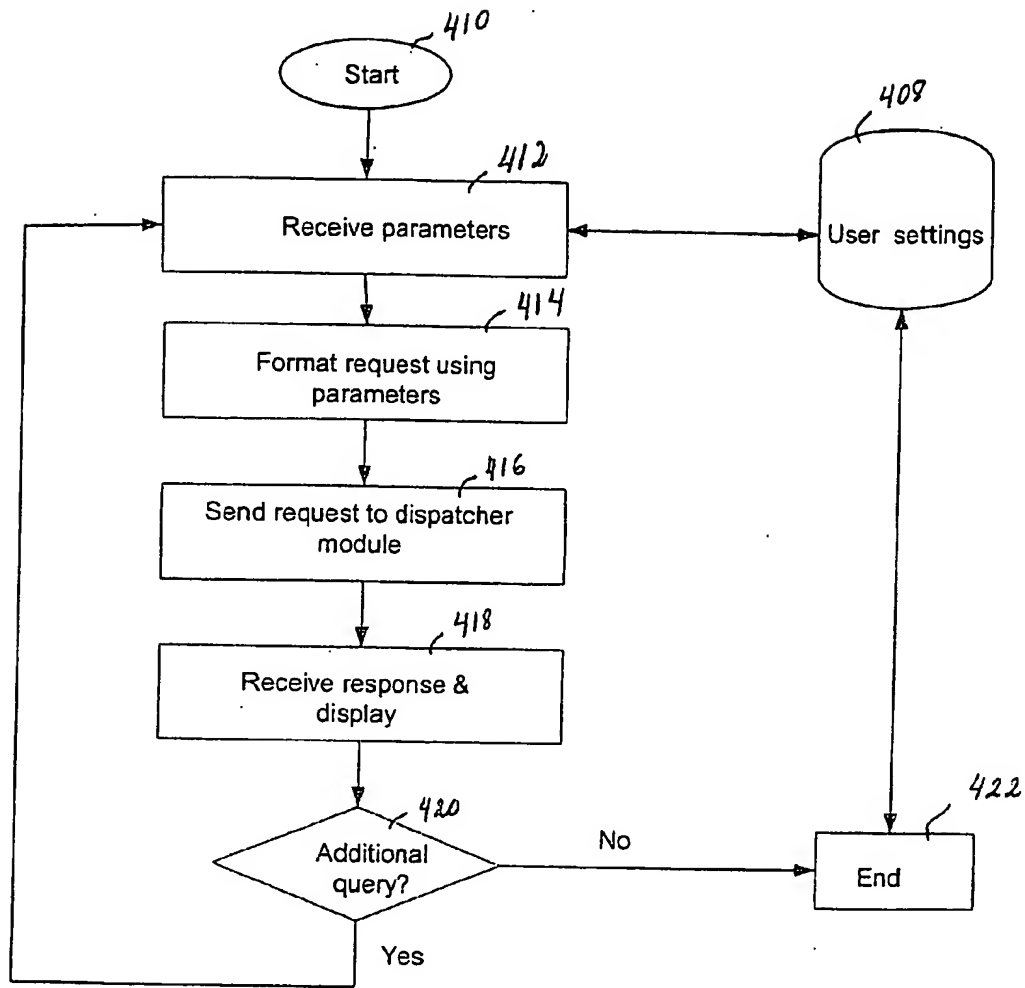 410
Start
408
412
Receive parameters
User settings
414
Format request using
parameters
416
Send request to dispatcher
module
418
Receive response &
display
420
Additional
query?
No
422
End
Yes